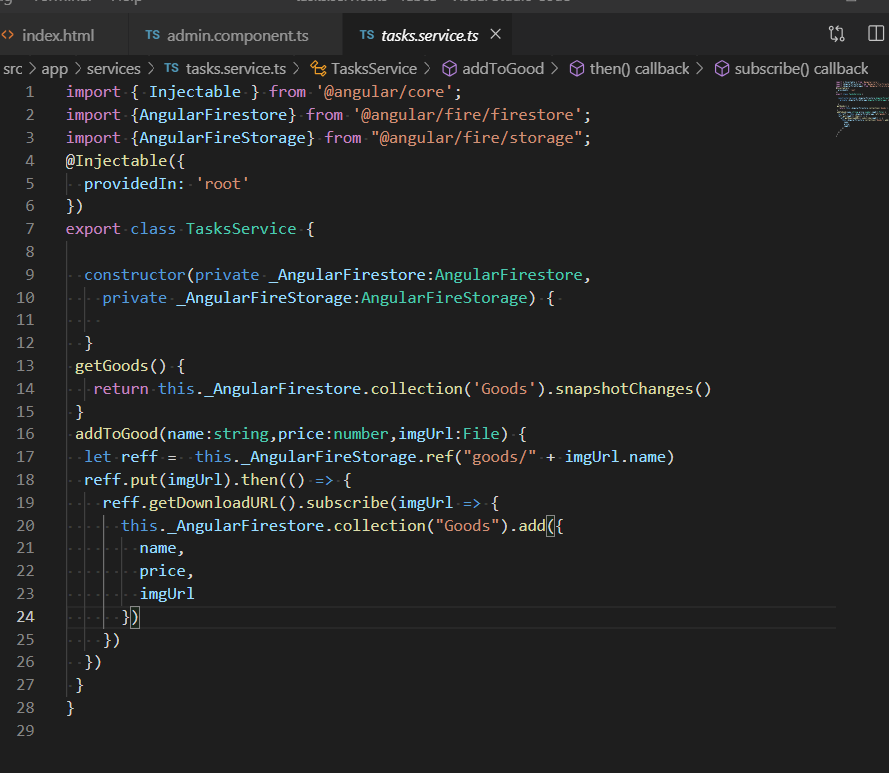 index.html TS admin.component.ts TS tasks.service.ts
src > app > services > TS tasks.service.ts > TasksService > addToGood > then() callback > subscribe() callback
1 import { Injectable } from '@angular/core';
2 import {AngularFirestore} from '@angular/fire/firestore';
3 import {AngularFireStorage} from "@angular/fire/storage";
4 @Injectable({
5 providedIn: 'root'
6 })
7 export class TasksService {
8
9 constructor(private _AngularFirestore:AngularFirestore,
10 private _AngularFireStorage:AngularFireStorage) {
11
12 }
13 getGoods() {
14 return this._AngularFirestore.collection('Goods').snapshotChanges()
15 }
16 addToGood(name:string,price:number,imgUrl:File) {
17 let reff = this._AngularFireStorage.ref("goods/" + imgUrl.name)
18 reff.put(imgUrl).then(() => {
19 reff.getDownloadURL().subscribe(imgUrl => {
20 this._AngularFirestore.collection("Goods").add({
21 name,
22 price,
23 imgUrl
24 })
25 })
26 })
27 }
28 }
29